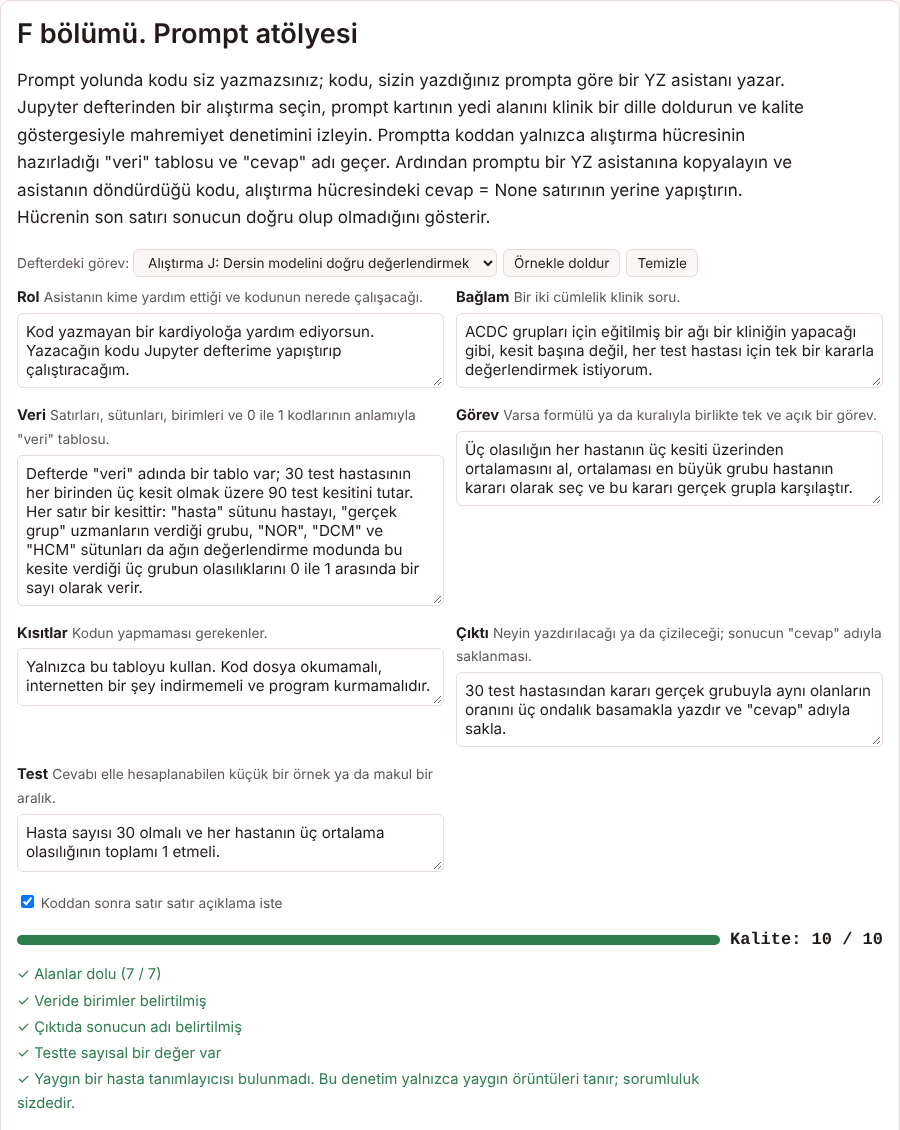 F bölümü. Prompt atölyesi
Prompt yolunda kodu siz yazmazsınız; kodu, sizin yazdığınız prompta göre bir YZ asistanı yazar.
Jupyter defterinden bir alıştırma seçin, prompt kartının yedi alanını klinik bir dille doldurun ve kalite
göstergesiyle mahremiyet denetimini izleyin. Promptta koddan yalnızca alıştırma hücresinin
hazırladığı "veri" tablosu ve "cevap" adı geçer. Ardından promptu bir YZ asistanına kopyalayın ve
asistanın döndürdüğü kodu, alıştırma hücresindeki cevap = None satırının yerine yapıştırın.
Hücrenin son satırı sonucun doğru olup olmadığını gösterir.
Defterdeki görev: Alıştırma J: Dersin modelini doğru değerlendirmek Örnekle doldur Temizle
Rol Asistanın kime yardım ettiği ve kodunun nerede çalışacağı.
Kod yazmayan bir kardiyoloğa yardım ediyorsun.
Yazacağın kodu Jupyter defterime yapıştırıp
çalıştıracağım.
Bağlam Bir iki cümlelik klinik soru.
ACDC grupları için eğitilmiş bir ağı bir kliniğin yapacağı
gibi, kesit başına değil, her test hastası için tek bir kararla
değerlendirmek istiyorum.
Veri Satırları, sütunları, birimleri ve 0 ile 1 kodlarının anlamıyla
"veri" tablosu.
Defterde "veri" adında bir tablo var; 30 test hastasının
her birinden üç kesit olmak üzere 90 test kesitini tutar.
Her satır bir kesittir: "hasta" sütunu hastayı, "gerçek
grup" uzmanların verdiği grubu, "NOR", "DCM" ve
"HCM" sütunları da ağın değerlendirme modunda bu
kesite verdiği üç grubun olasılıklarını 0 ile 1 arasında bir
sayı olarak verir.
Görev Varsa formülü ya da kuralıyla birlikte tek ve açık bir görev.
Üç olasılığın her hastanın üç kesiti üzerinden
ortalamasını al, ortalaması en büyük grubu hastanın
kararı olarak seç ve bu kararı gerçek grupla karşılaştır.
Kısıtlar Kodun yapmaması gerekenler.
Yalnızca bu tabloyu kullan. Kod dosya okumamalı,
internetten bir şey indirmemeli ve program kurmamalıdır.
Çıktı Neyin yazdırılacağı ya da çizileceği; sonucun "cevap" adıyla
saklanması.
30 test hastasından kararı gerçek grubuyla aynı olanların
oranını üç ondalık basamakla yazdır ve "cevap" adıyla
sakla.
Test Cevabı elle hesaplanabilen küçük bir örnek ya da makul bir
aralık.
Hasta sayısı 30 olmalı ve her hastanın üç ortalama
olasılığının toplamı 1 etmeli.
Koddan sonra satır satır açıklama iste
Kalite: 10 / 10
✓ Alanlar dolu (7 / 7)
✓ Veride birimler belirtilmiş
✓ Çıktıda sonucun adı belirtilmiş
✓ Testte sayısal bir değer var
✓ Yaygın bir hasta tanımlayıcısı bulunmadı. Bu denetim yalnızca yaygın örüntüleri tanır; sorumluluk
sizdedir.